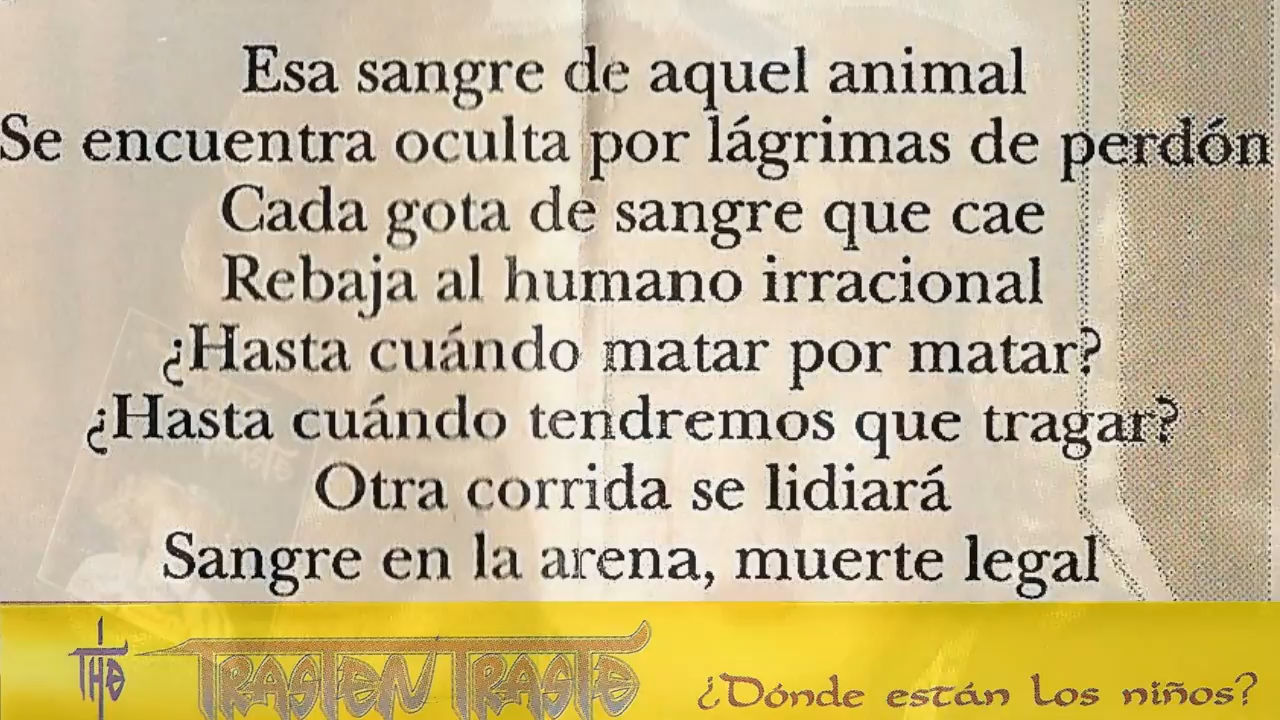 Esa sangre de aquel animal
Se encuentra oculta por lágrimas de perdón
Cada gota de sangre que cae
Rebaja al humano irracional
¿Hasta cuándo matar por matar?
¿Hasta cuándo tendremos que tragar?
Otra corrida se lidiará
Sangre en la arena, muerte legal
THE TRASTEN TRASTE ¿Dónde están los niños?